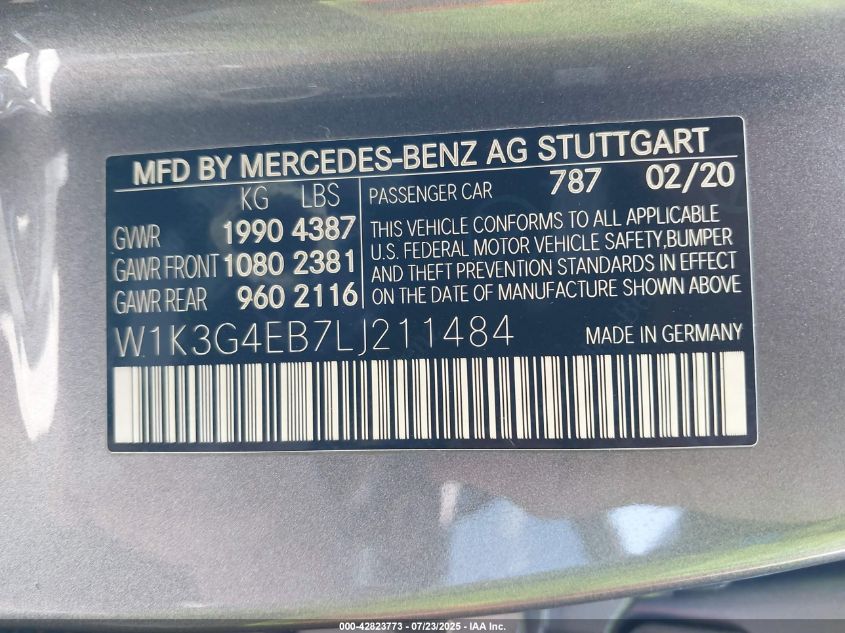 MFD BY MERCEDES-BENZ AG STUTTGART
KG LBS
GVWR 1990 4387
GAWR FRONT 1080 2381
GAWR REAR 960 2116
PASSENGER CAR 787 02/20
THIS VEHICLE CONFORMS TO ALL APPLICABLE
U.S. FEDERAL MOTOR VEHICLE SAFETY,BUMPER
AND THEFT PREVENTION STANDARDS IN EFFECT
ON THE DATE OF MANUFACTURE SHOWN ABOVE
W1K3G4EB7LJ211484
MADE IN GERMANY
000-42823773 - 07/23/2025 - IAA Inc.